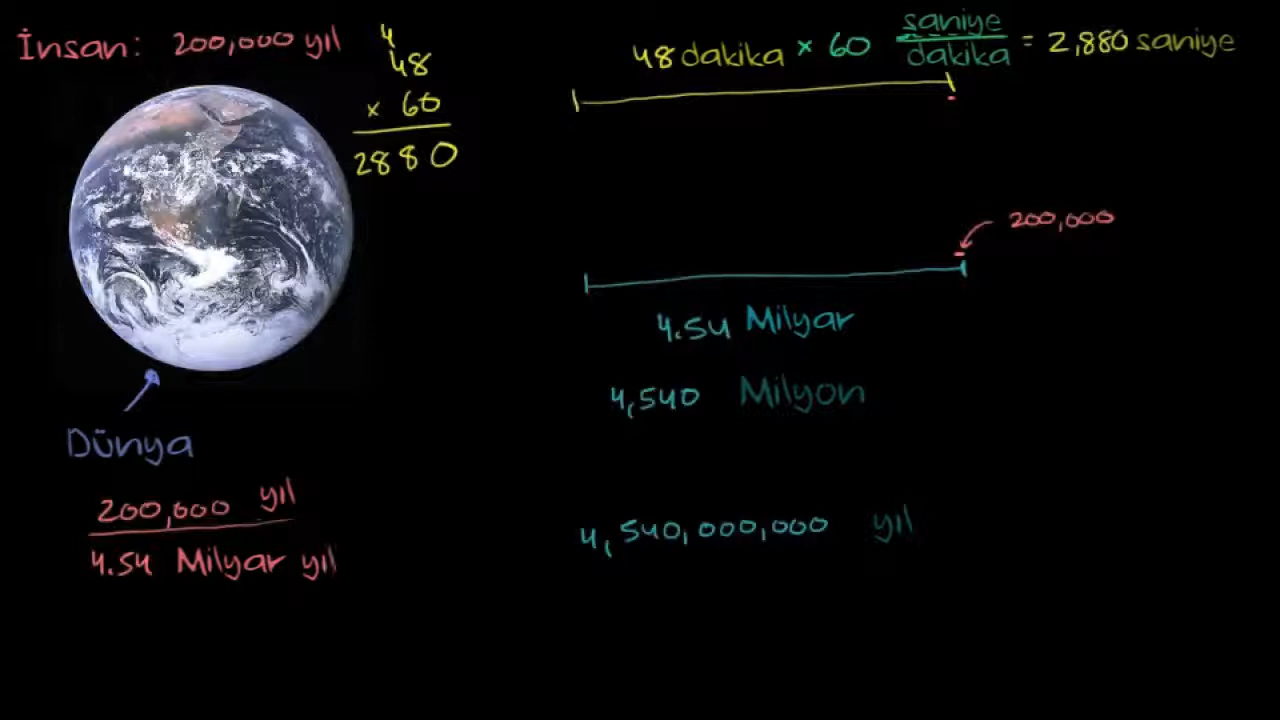 İnsan: 200,000 yıl
4
48
x 60
2880
48 dakika x 60 saniye/dakika = 2,880 saniye
200,000
4.54 Milyar
4,540 Milyon
Dünya
200,000 yıl
4.54 Milyar yıl
4,540,000,000 yıl